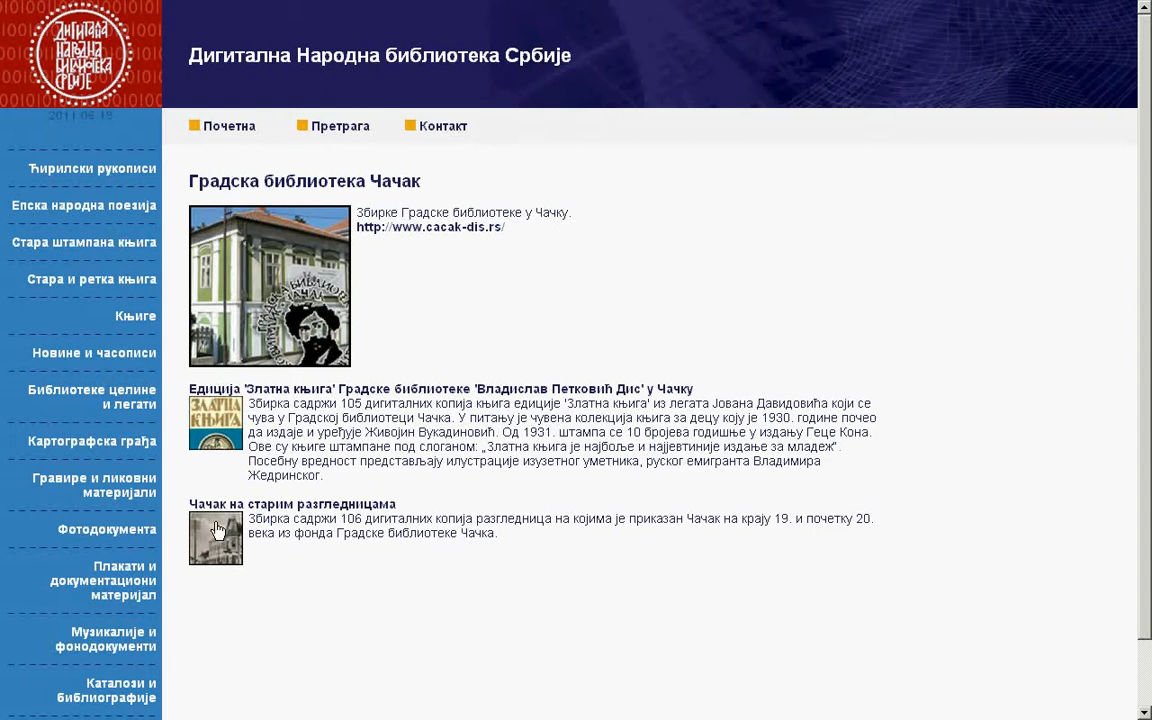 ДИГИТАЛНА
НАРОДНА
БИБЛИОТЕКА
СРБИЈЕ
Дигитална Народна библиотека Србије
Почетна
Претрага
Контакт
Ћирилски рукописи
Епска народна поезија
Стара штампана књига
Стара и ретка књига
Књиге
Новине и часописи
Библиотеке целине
и легати
Картографска грађа
Гравире и ликовни
материјали
Фотодокумента
Плакати и
документациони
материјал
Музикалије и
фонодокументи
Каталози и
библиографије
Градска библиотека Чачак
Збирке Градске библиотеке у Чачку.
http://www.cacak-dis.rs/
Едиција 'Златна књига' Градске библиотеке 'Владислав Петковић Дис' у Чачку
ЗЛАТНА
КЊИГА
Збирка садржи 105 дигиталних копија књига едиције 'Златна књига' из легата Јована Давидовића који се
чува у Градској библиотеци Чачка. У питању је чувена колекција књига за децу коју је 1930. године почео
да издаје и уређује Живојин Вукадиновић. Од 1931. штампа се 10 бројева годишње у издању Геце Кона.
Ове су књиге штампане под слоганом: „Златна књига је најбоље и најјевтиније издање за младеж“.
Посебну вредност представљају илустрације изузетног уметника, руског емигранта Владимира
Жедринског.
Чачак на старим разгледницама
Збирка садржи 106 дигиталних копија разгледница на којима је приказан Чачак на крају 19. и почетку 20.
века из фонда Градске библиотеке Чачка.